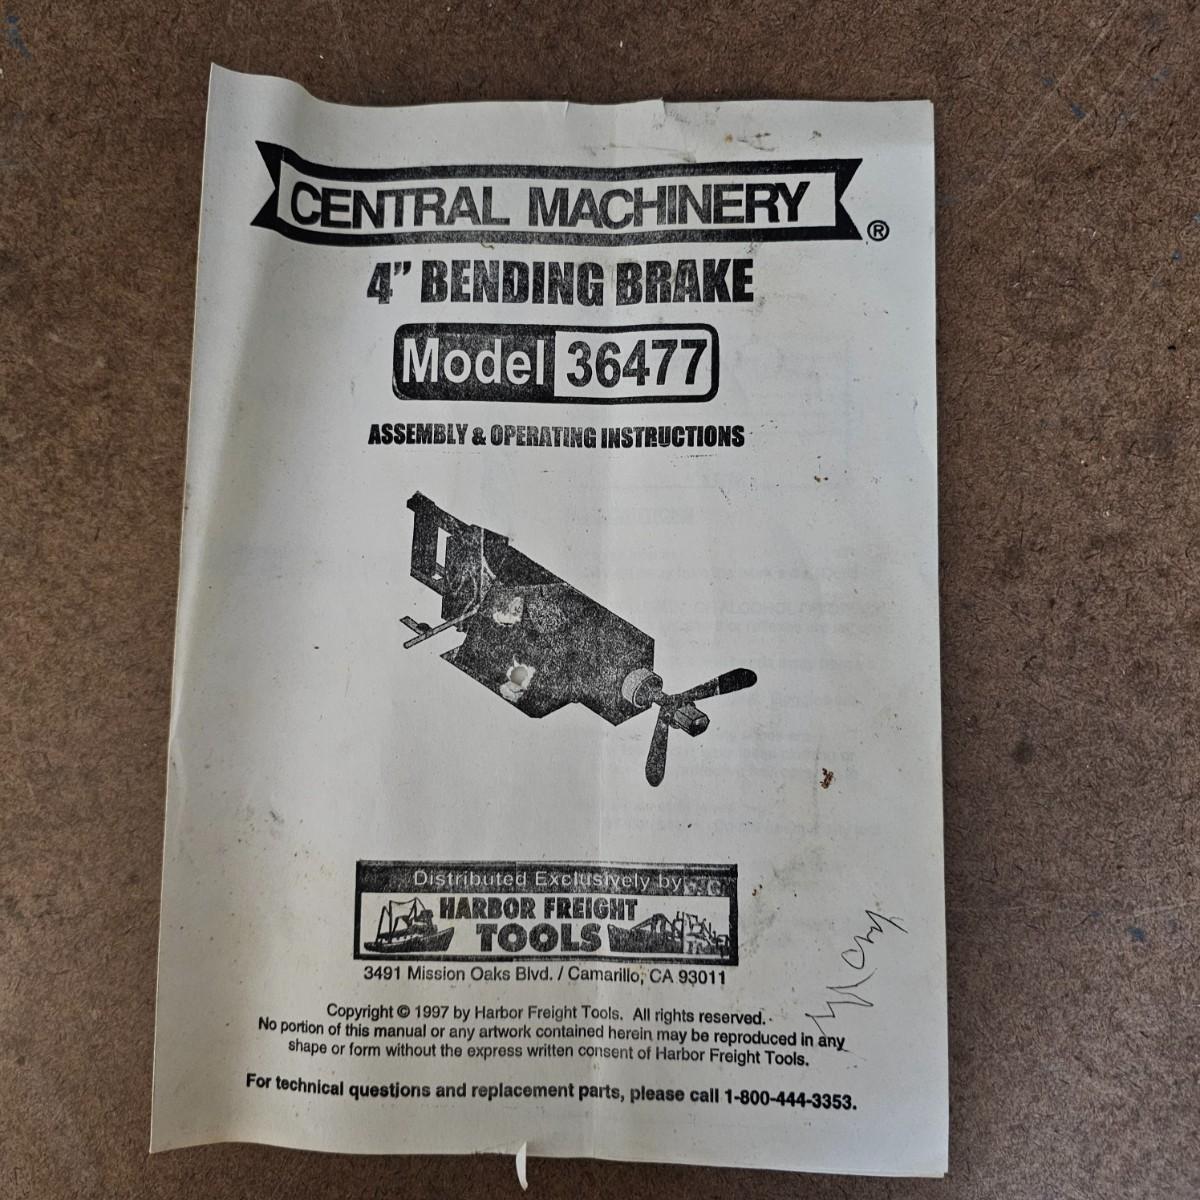 CENTRAL MACHINERY ®
4" BENDING BRAKE
Model 36477
ASSEMBLY & OPERATING INSTRUCTIONS
Distributed Exclusively by
HARBOR FREIGHT
TOOLS
3491 Mission Oaks Blvd. / Camarillo, CA 93011
Copyright © 1997 by Harbor Freight Tools. All rights reserved.
No portion of this manual or any artwork contained herein may be reproduced in any
shape or form without the express written consent of Harbor Freight Tools.
For technical questions and replacement parts, please call 1-800-444-3353.